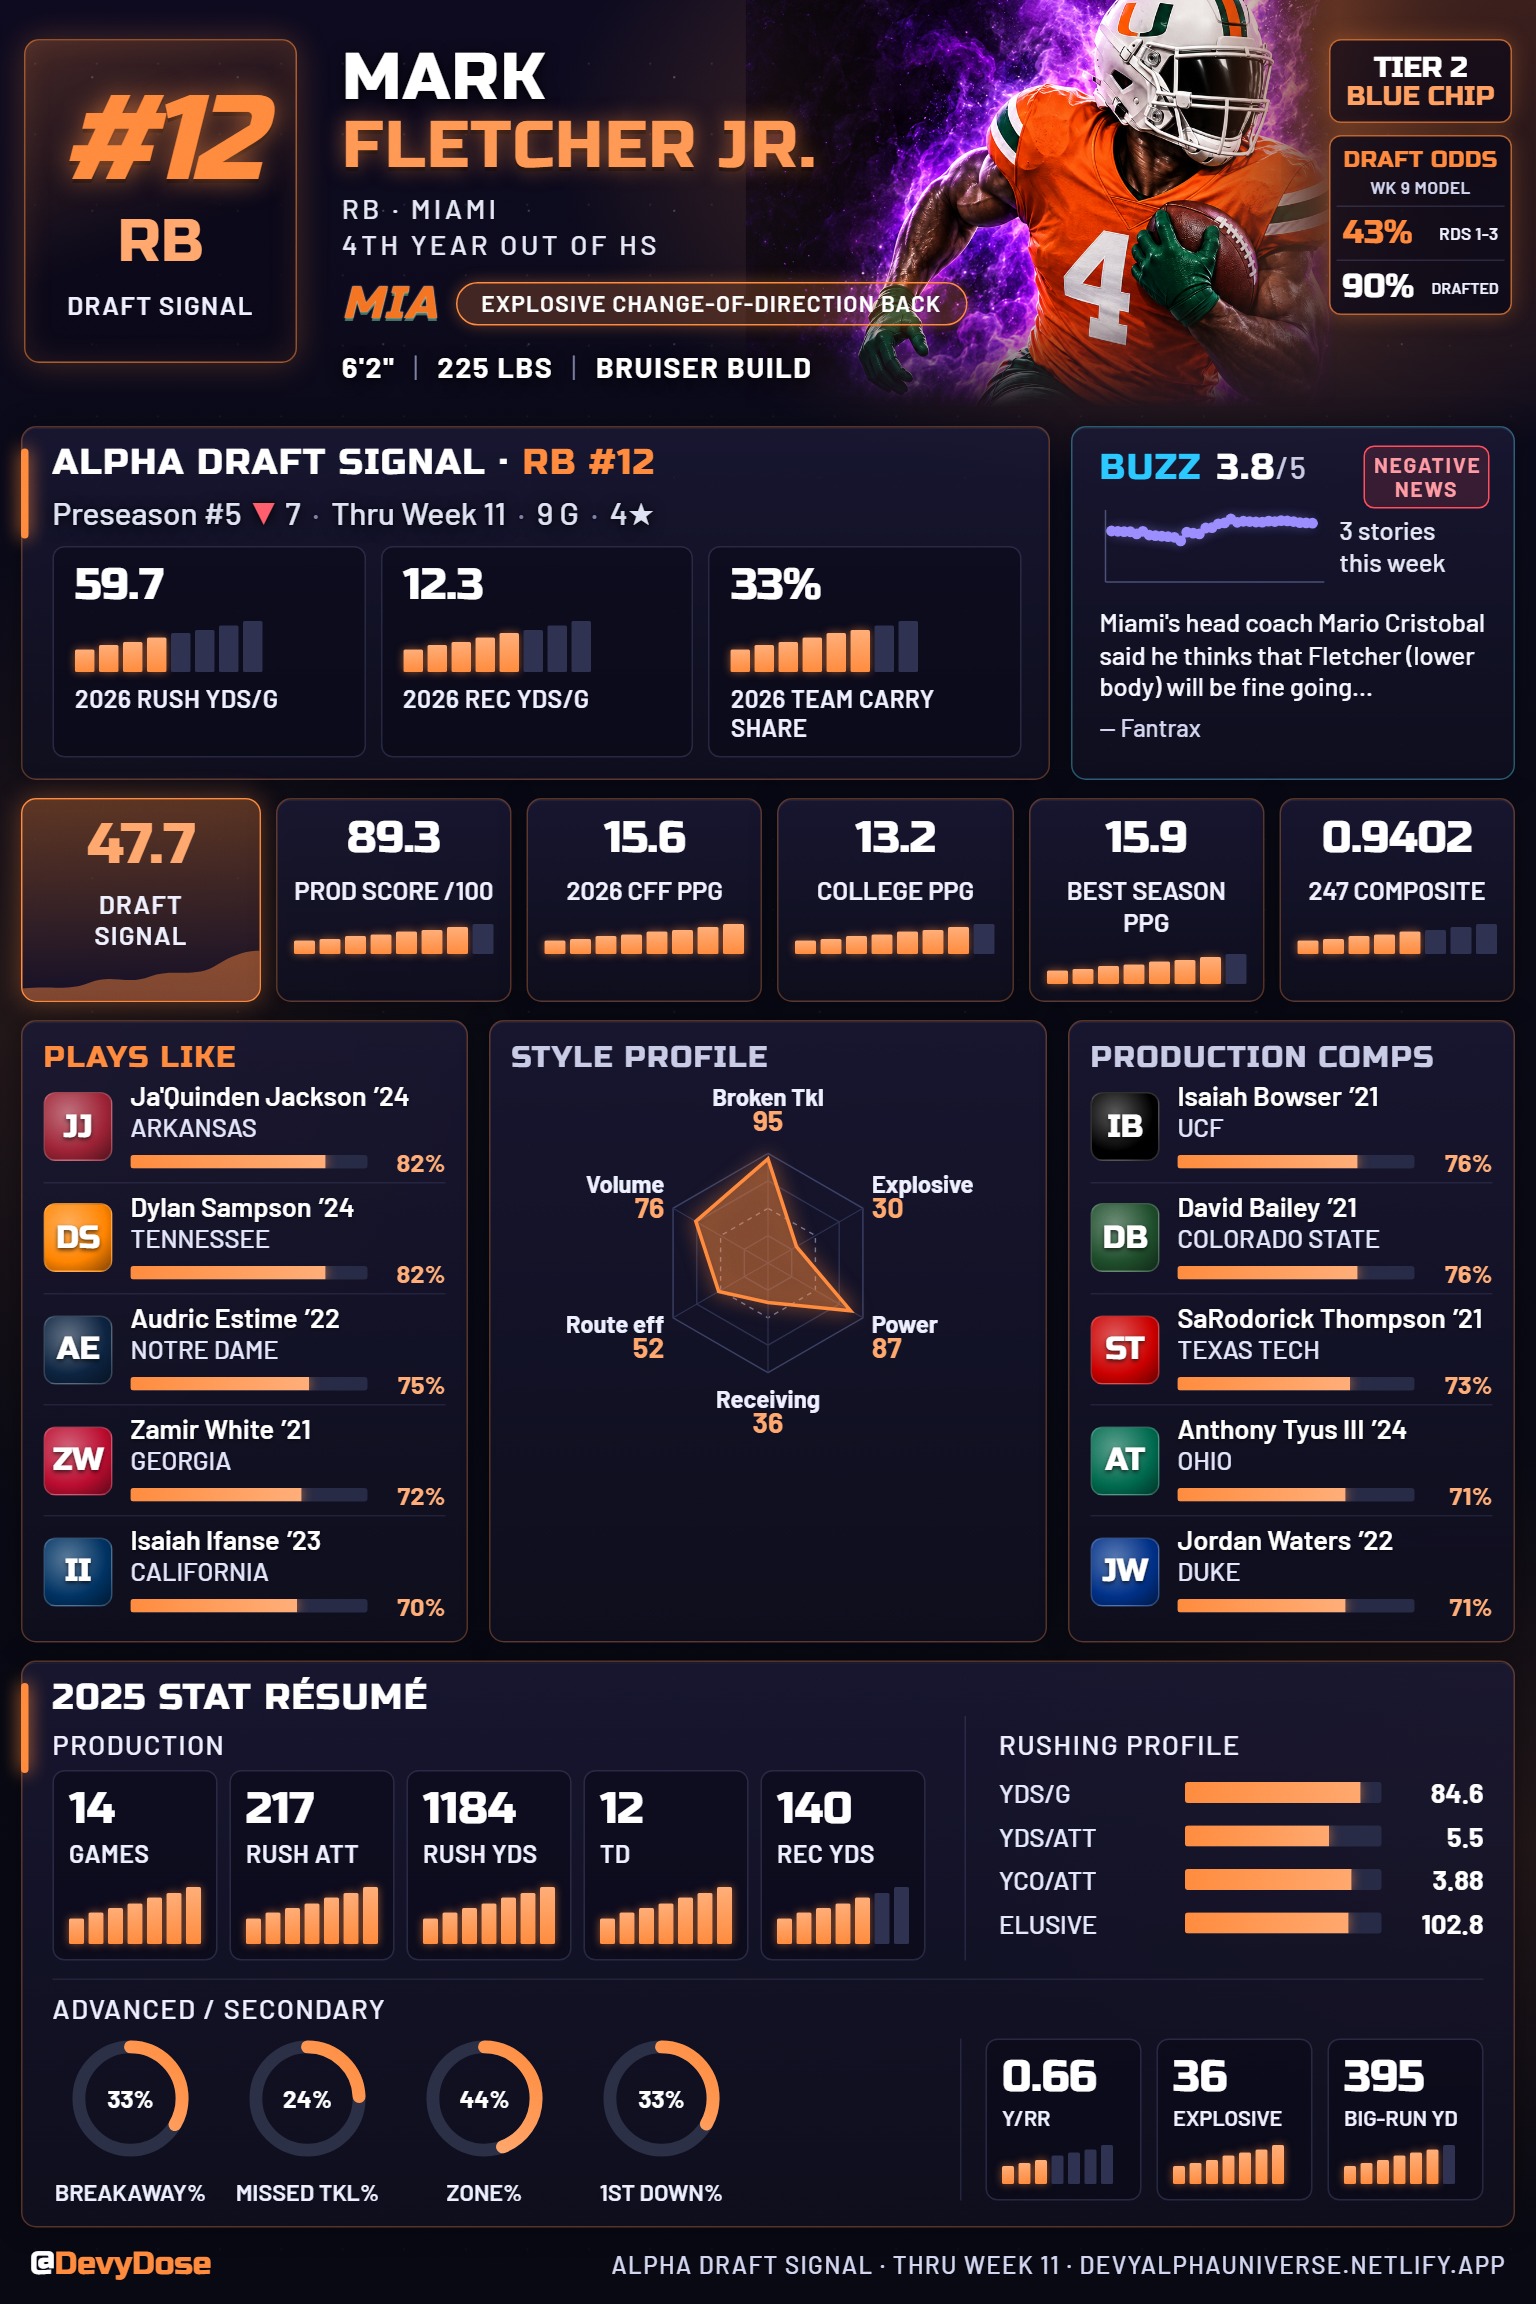 #12
RB
DRAFT SIGNAL
MARK
FLETCHER JR.
RB · MIAMI
4TH YEAR OUT OF HS
MIA
EXPLOSIVE CHANGE-OF-DIRECTION BACK
6'2" | 225 LBS | BRUISER BUILD
U
4
TIER 2
BLUE CHIP
DRAFT ODDS
WK 9 MODEL
43% RDS 1-3
90% DRAFTED
ALPHA DRAFT SIGNAL · RB #12
Preseason #5 ▼ 7 · Thru Week 11 · 9 G · 4★
59.7
2026 RUSH YDS/G
12.3
2026 REC YDS/G
33%
2026 TEAM CARRY
SHARE
BUZZ 3.8/5
NEGATIVE
NEWS
3 stories
this week
Miami's head coach Mario Cristobal
said he thinks that Fletcher (lower
body) will be fine going...
– Fantrax
47.7
DRAFT
SIGNAL
89.3
PROD SCORE /100
15.6
2026 CFF PPG
13.2
COLLEGE PPG
15.9
BEST SEASON
PPG
0.9402
247 COMPOSITE
PLAYS LIKE
JJ
Ja'Quinden Jackson ’24
ARKANSAS
82%
DS
Dylan Sampson ’24
TENNESSEE
82%
AE
Audric Estime ’22
NOTRE DAME
75%
ZW
Zamir White ’21
GEORGIA
72%
II
Isaiah Ifanse ’23
CALIFORNIA
70%
STYLE PROFILE
Broken Tkl
95
Explosive
30
Power
87
Receiving
36
Route eff
52
Volume
76
PRODUCTION COMPS
IB
Isaiah Bowser ’21
UCF
76%
DB
David Bailey ’21
COLORADO STATE
76%
ST
SaRodorick Thompson ’21
TEXAS TECH
73%
AT
Anthony Tyus III ’24
OHIO
71%
JW
Jordan Waters ’22
DUKE
71%
2025 STAT RÉSUMÉ
PRODUCTION
14
GAMES
217
RUSH ATT
1184
RUSH YDS
12
TD
140
REC YDS
RUSHING PROFILE
YDS/G 84.6
YDS/ATT 5.5
YCO/ATT 3.88
ELUSIVE 102.8
ADVANCED / SECONDARY
33%
BREAKAWAY%
24%
MISSED TKL%
44%
ZONE%
33%
1ST DOWN%
0.66
Y/RR
36
EXPLOSIVE
395
BIG-RUN YD
@DevyDose
ALPHA DRAFT SIGNAL · THRU WEEK 11 · DEVYALPHAUNIVERSE.NETLIFY.APP